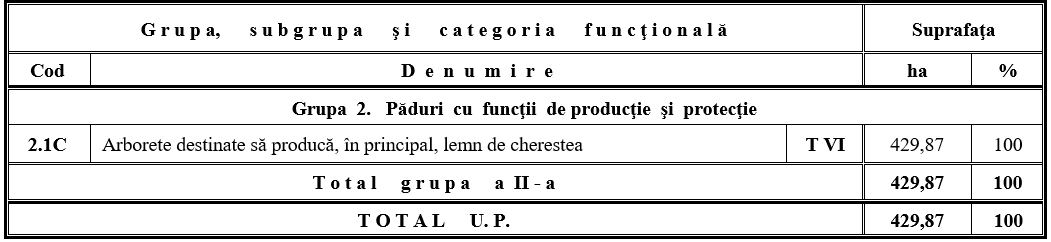 Grupa, subgrupa şi categoria funcţională Suprafaţa
Cod Denumire ha %
Grupa 2. Păduri cu funcţii de producţie şi protecţie
2.1C Arborete destinate să producă, în principal, lemn de cherestea T VI 429,87 100
Total grupa a II-a 429,87 100
TOTAL U.P. 429,87 100